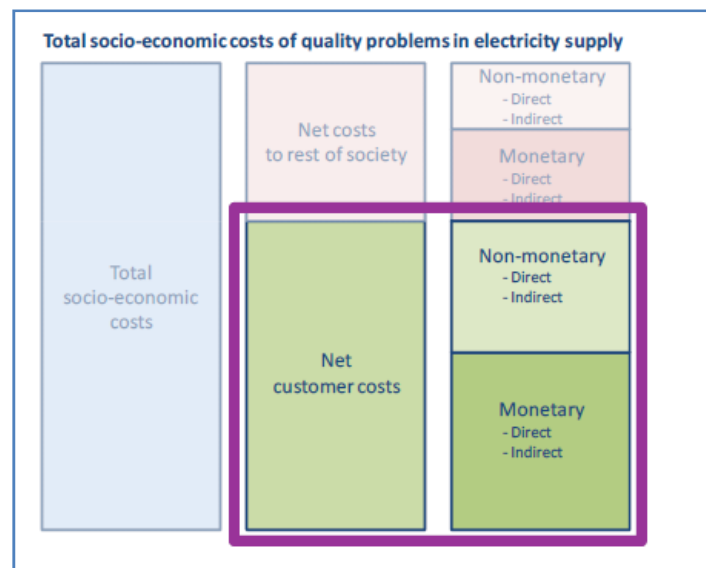 Total socio-economic costs of quality problems in electricity supply
Total
socio-economic
costs
Net costs
to rest of society
Net
customer costs
Non-monetary
- Direct
- Indirect
Monetary
- Direct
- Indirect
Non-monetary
- Direct
- Indirect
Monetary
- Direct
- Indirect